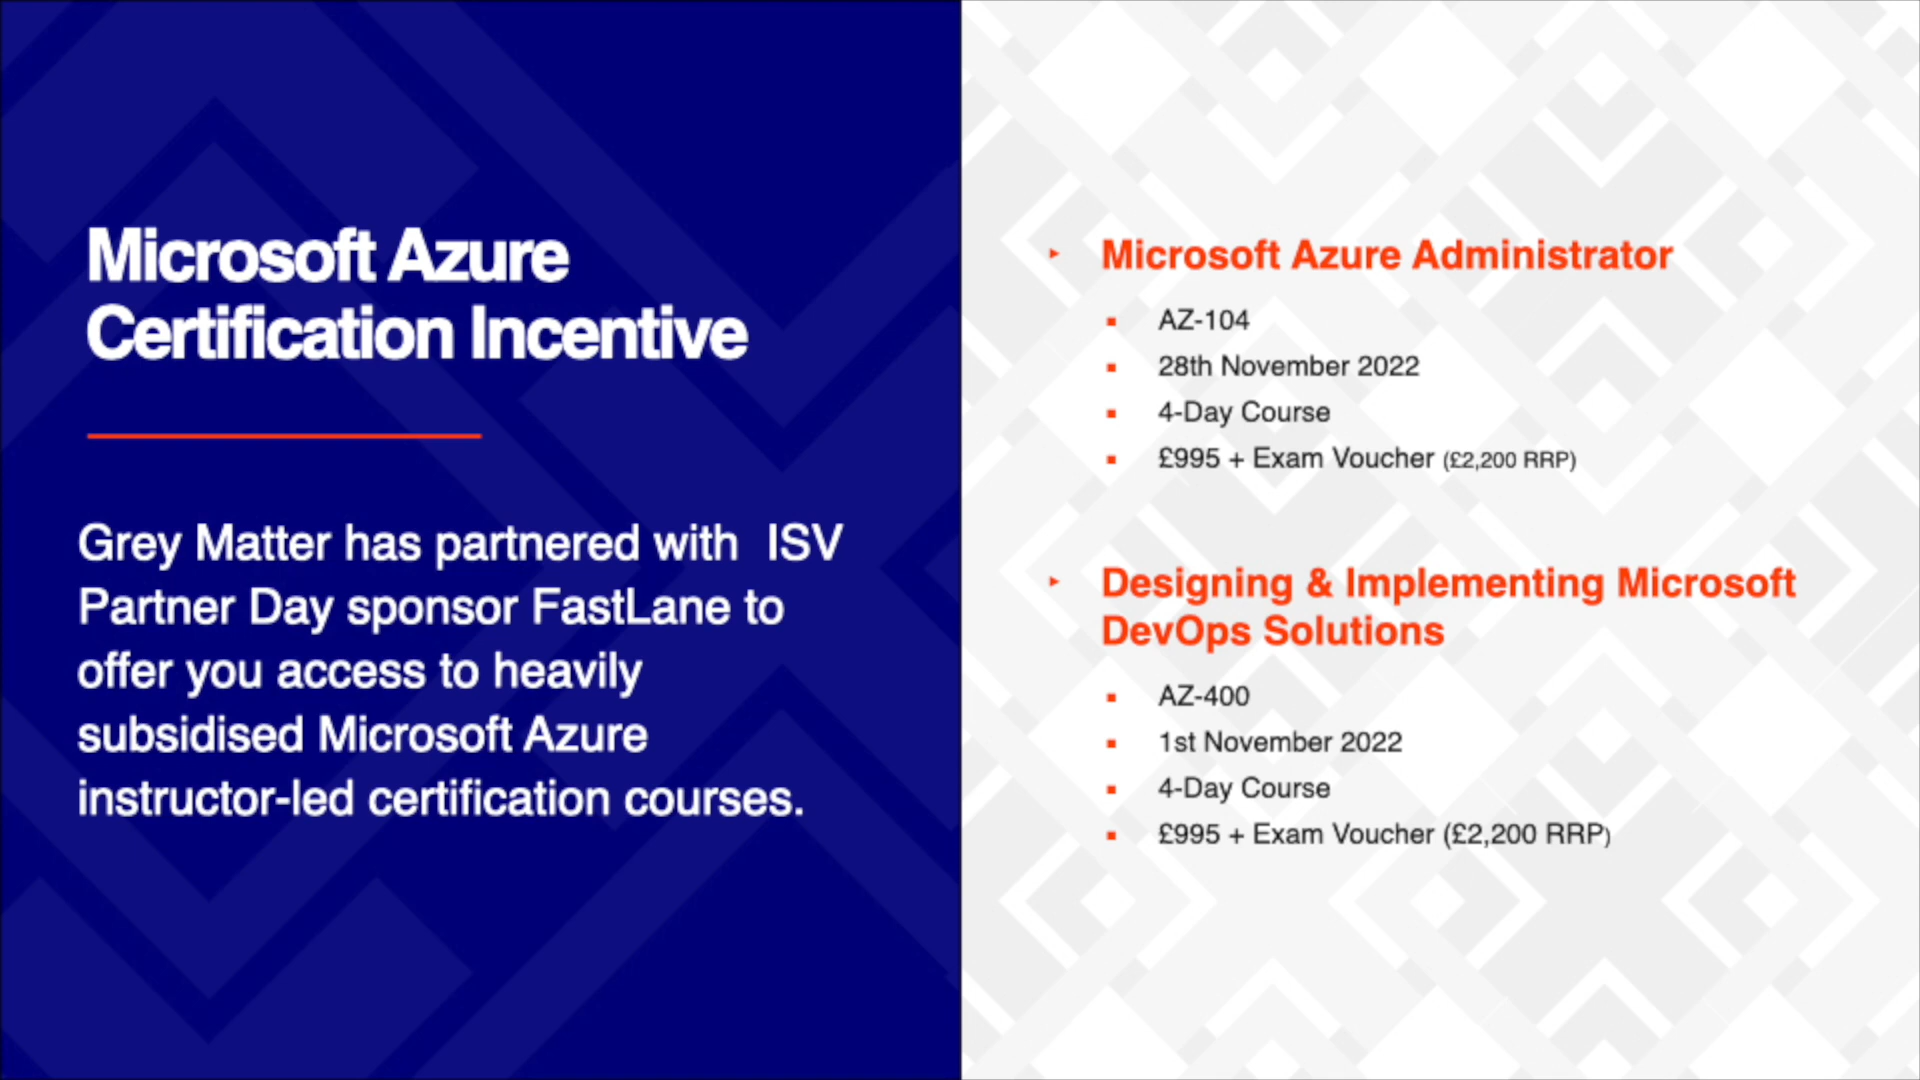 Microsoft Azure
Certification Incentive
Grey Matter has partnered with  ISV
Partner Day sponsor FastLane to
offer you access to heavily
subsidised Microsoft Azure
instructor-led certification courses.
‣ Microsoft Azure Administrator
▪ AZ-104
▪ 28th November 2022
▪ 4-Day Course
▪ £995 + Exam Voucher (£2,200 RRP)
‣ Designing & Implementing Microsoft
DevOps Solutions
▪ AZ-400
▪ 1st November 2022
▪ 4-Day Course
▪ £995 + Exam Voucher (£2,200 RRP)